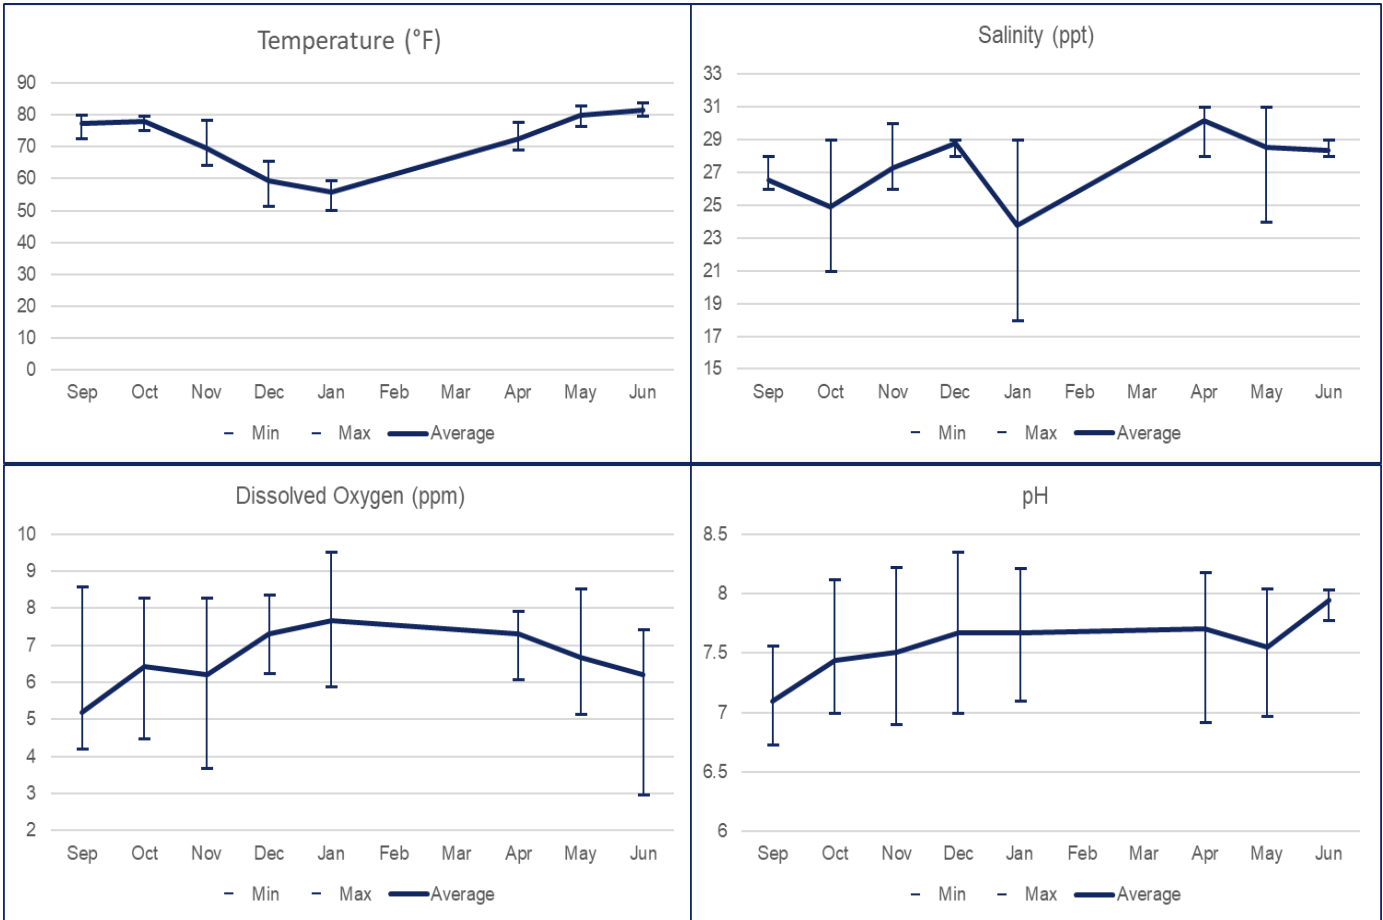 Temperature (°F)
90
80
70
60
50
40
30
20
10
0
Sep Oct Nov Dec Jan Feb Mar Apr May Jun
Min Max Average
Salinity (ppt)
33
31
29
27
25
23
21
19
17
15
Sep Oct Nov Dec Jan Feb Mar Apr May Jun
Min Max Average
Dissolved Oxygen (ppm)
10
9
8
7
6
5
4
3
2
Sep Oct Nov Dec Jan Feb Mar Apr May Jun
Min Max Average
pH
8.5
8
7.5
7
6.5
6
Sep Oct Nov Dec Jan Feb Mar Apr May Jun
Min Max Average